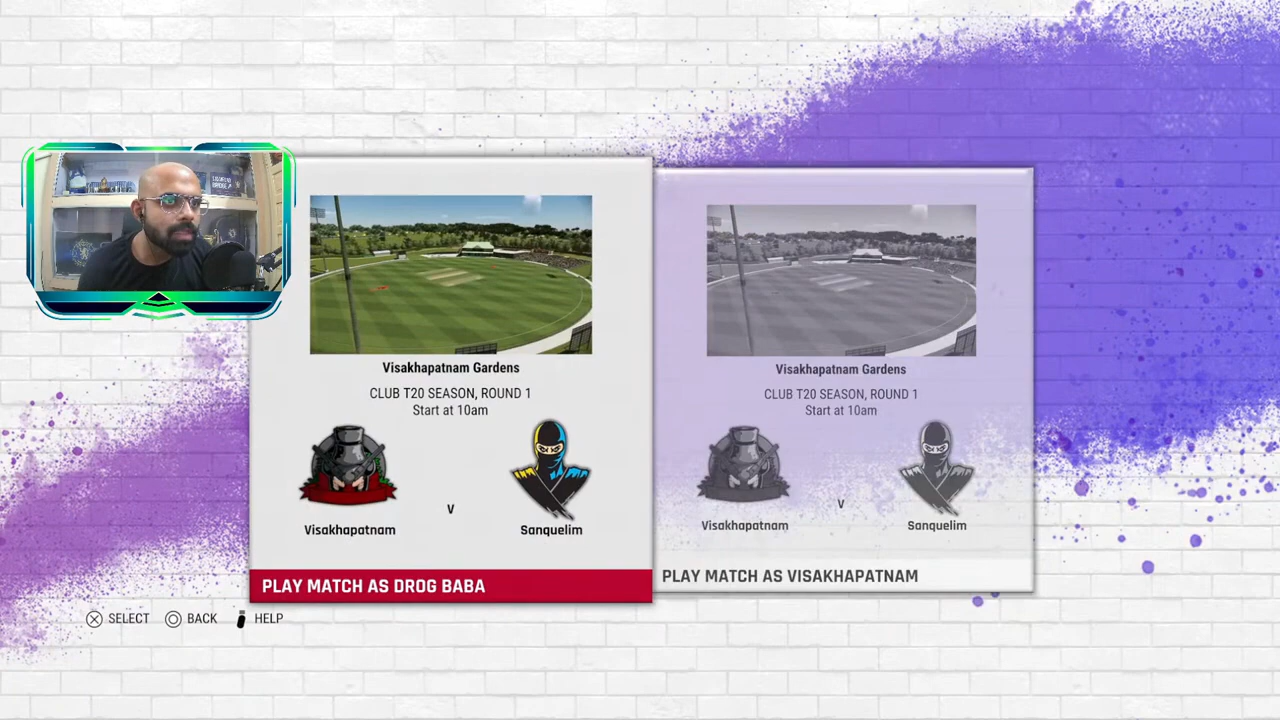 Visakhapatnam Gardens
CLUB T20 SEASON, ROUND 1
Start at 10am
V
Visakhapatnam
Sanquelim
PLAY MATCH AS DROG BABA
Visakhapatnam Gardens
CLUB T20 SEASON, ROUND 1
Start at 10am
V
Visakhapatnam
Sanquelim
PLAY MATCH AS VISAKHAPATNAM
SELECT
BACK
HELP